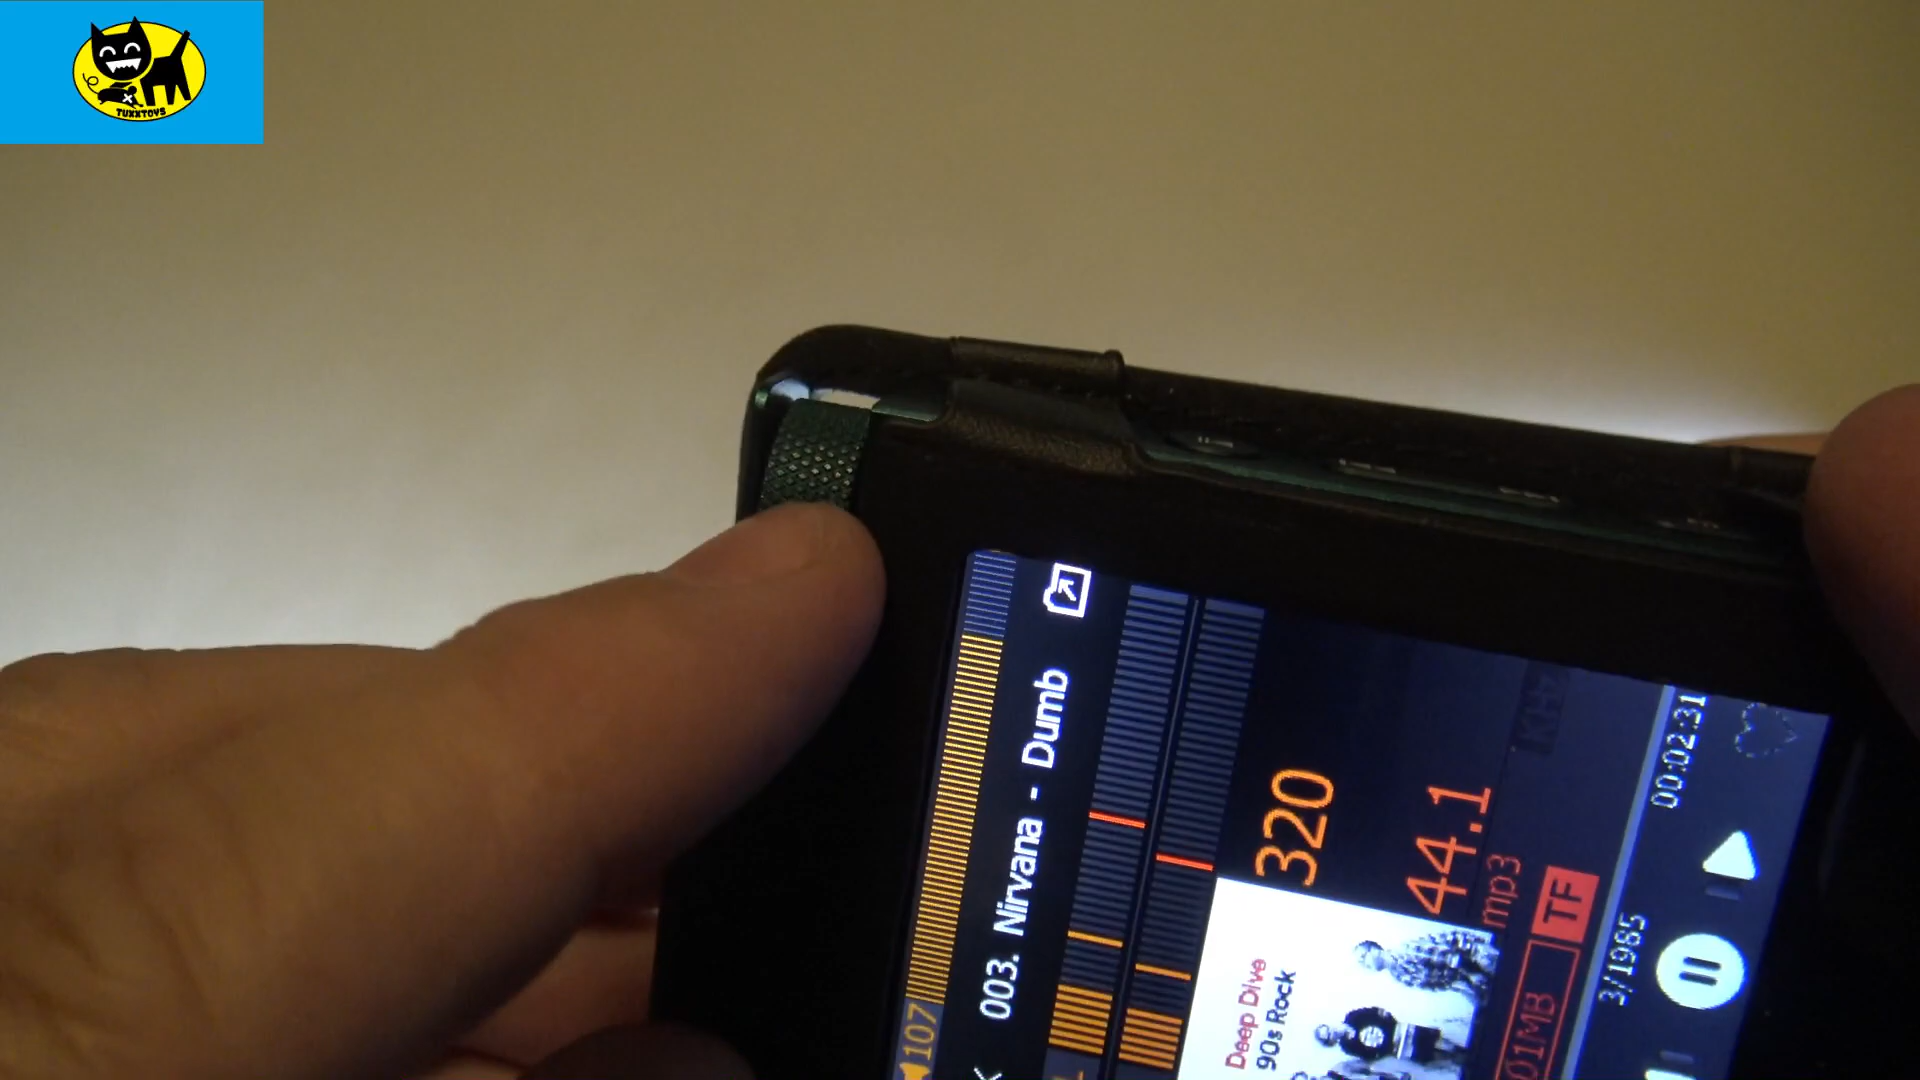 TUXXTOYS
107
003. Nirvana - Dumb
L
320
44.1
KHz
mp3
TF
01MB
Deep Dive
90s Rock
3/1985
00:02:31